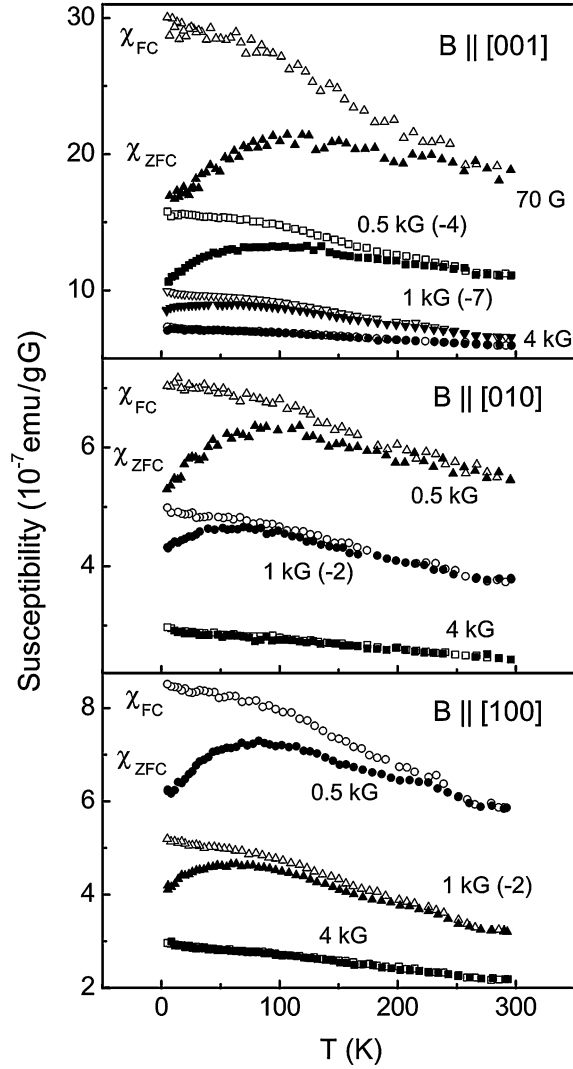 30
χFC
B || [001]
20
χZFC
70 G
0.5 kG (-4)
10
1 kG (-7)
4 kG
χFC
B || [010]
6
χZFC
0.5 kG
4
1 kG (-2)
4 kG
Susceptibility (10⁻⁷ emu/gG)
8
χFC
B || [100]
χZFC
6
0.5 kG
4
1 kG (-2)
4 kG
2
0 100 200 300
T (K)